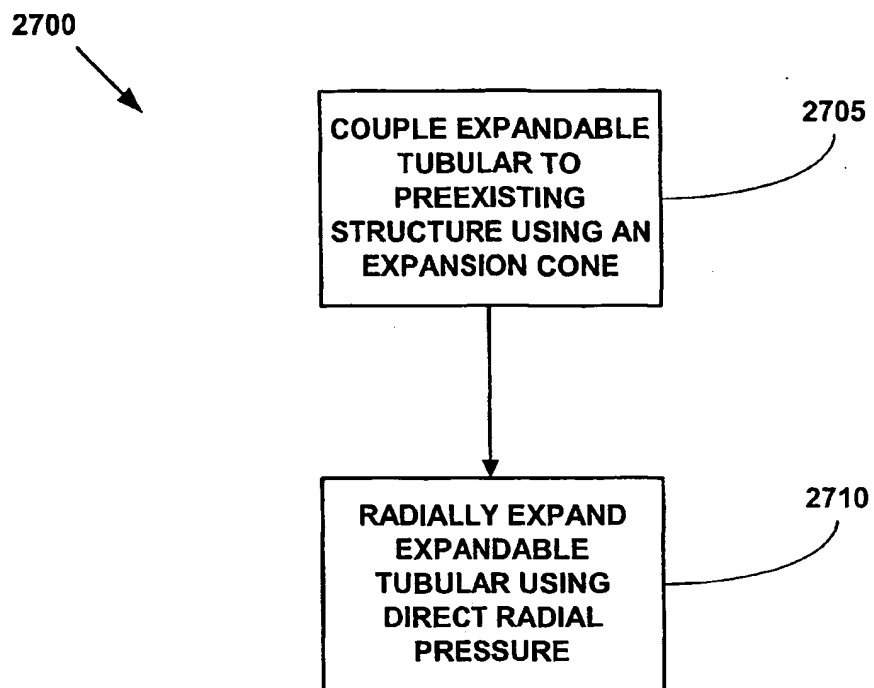 2700
COUPLE EXPANDABLE
TUBULAR TO
PREEXISTING
STRUCTURE USING AN
EXPANSION CONE
2705
RADIALLY EXPAND
EXPANDABLE
TUBULAR USING
DIRECT RADIAL
PRESSURE
2710